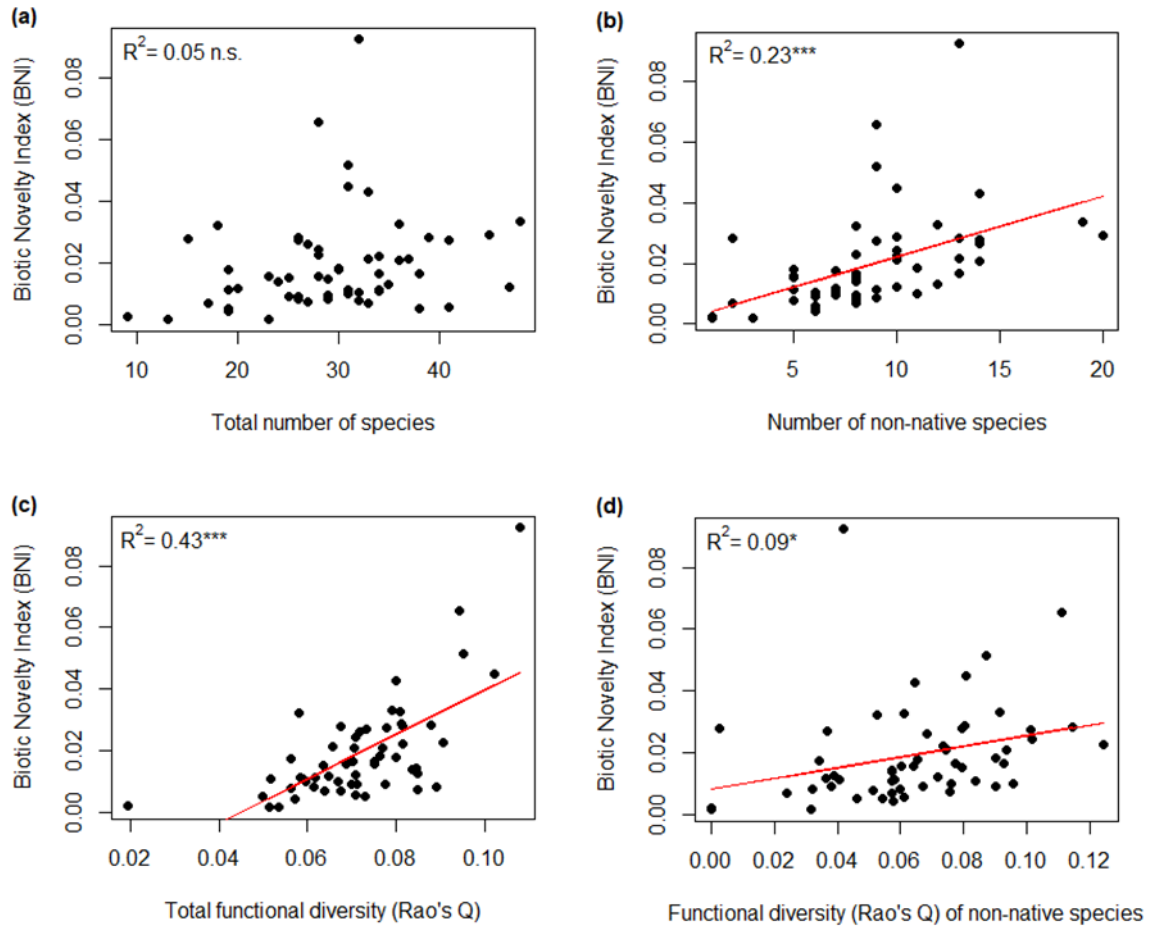 (a)
R²= 0.05 n.s.
Biotic Novelty Index (BNI)
0.00 0.02 0.04 0.06 0.08
10 20 30 40
Total number of species
(b)
R²= 0.23***
Biotic Novelty Index (BNI)
0.00 0.02 0.04 0.06 0.08
5 10 15 20
Number of non-native species
(c)
R²= 0.43***
Biotic Novelty Index (BNI)
0.00 0.02 0.04 0.06 0.08
0.02 0.04 0.06 0.08 0.10
Total functional diversity (Rao's Q)
(d)
R²= 0.09*
Biotic Novelty Index (BNI)
0.00 0.02 0.04 0.06 0.08
0.00 0.02 0.04 0.06 0.08 0.10 0.12
Functional diversity (Rao's Q) of non-native species